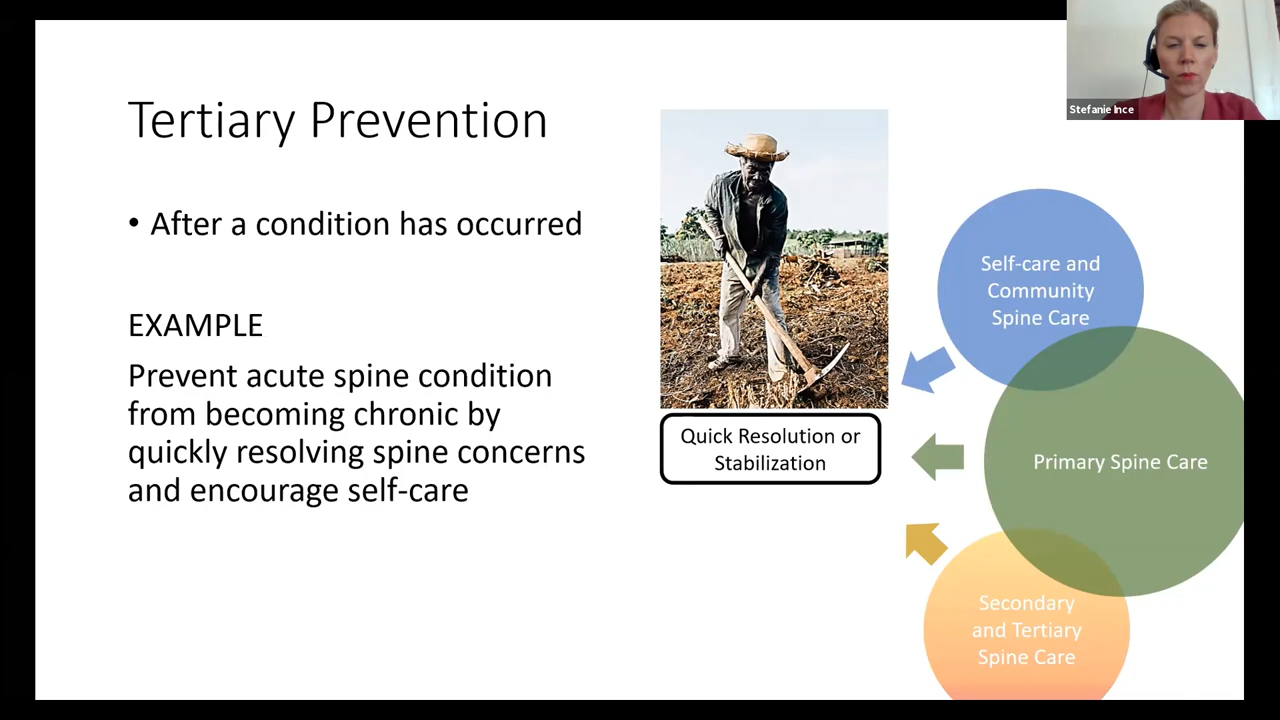 Stefanie Ince
Tertiary Prevention
• After a condition has occurred
EXAMPLE
Prevent acute spine condition
from becoming chronic by
quickly resolving spine concerns
and encourage self-care
Quick Resolution or
Stabilization
Self-care and
Community
Spine Care
Primary Spine Care
Secondary
and Tertiary
Spine Care